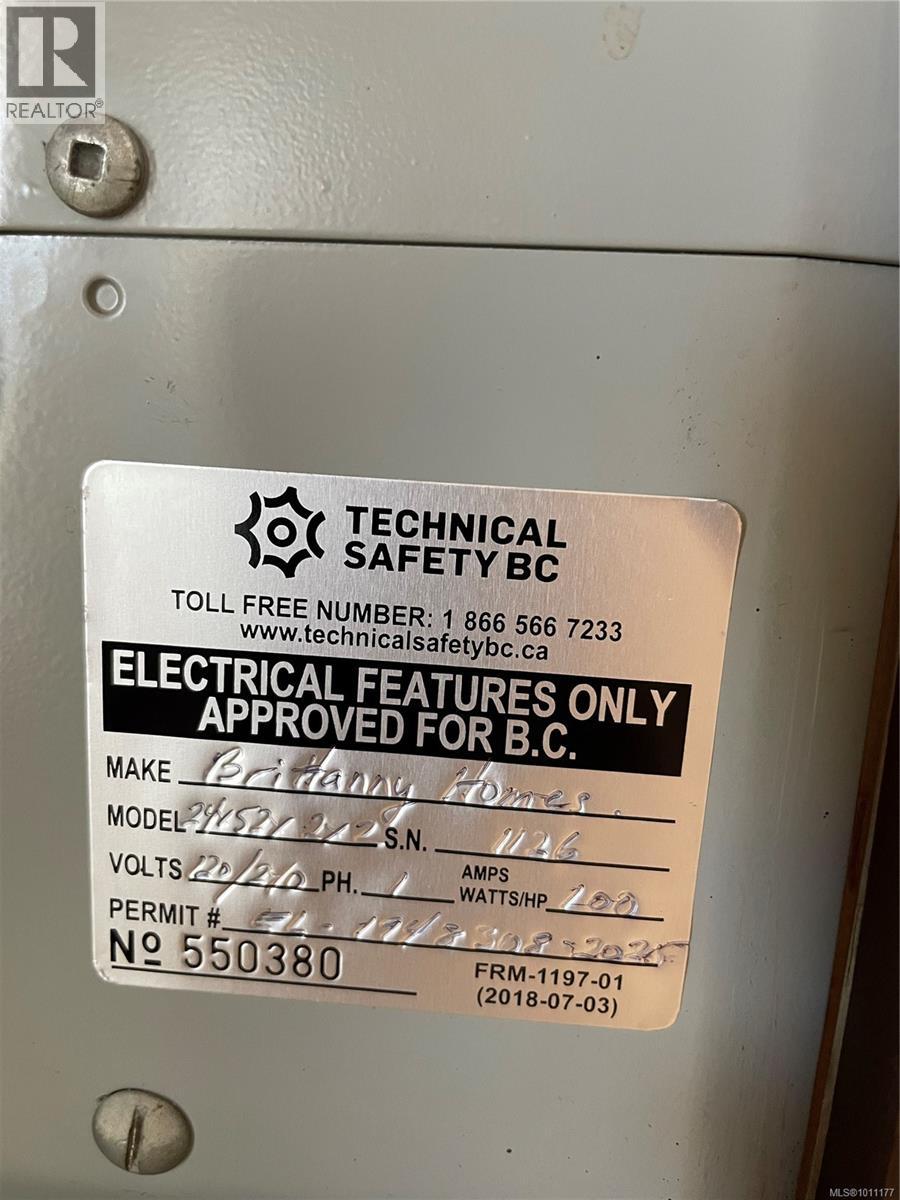 R
REALTOR®
TECHNICAL
SAFETY BC
TOLL FREE NUMBER: 1 866 566 7233
www.technicalsafetybc.ca
ELECTRICAL FEATURES ONLY
APPROVED FOR B.C.
MAKE Brittanny Homes.
MODEL S.N. 1126
VOLTS PH. 1 AMPS
WATTS/HP 100
PERMIT #
Nº 550380
FRM-1197-01
(2018-07-03)
MLS®1011177